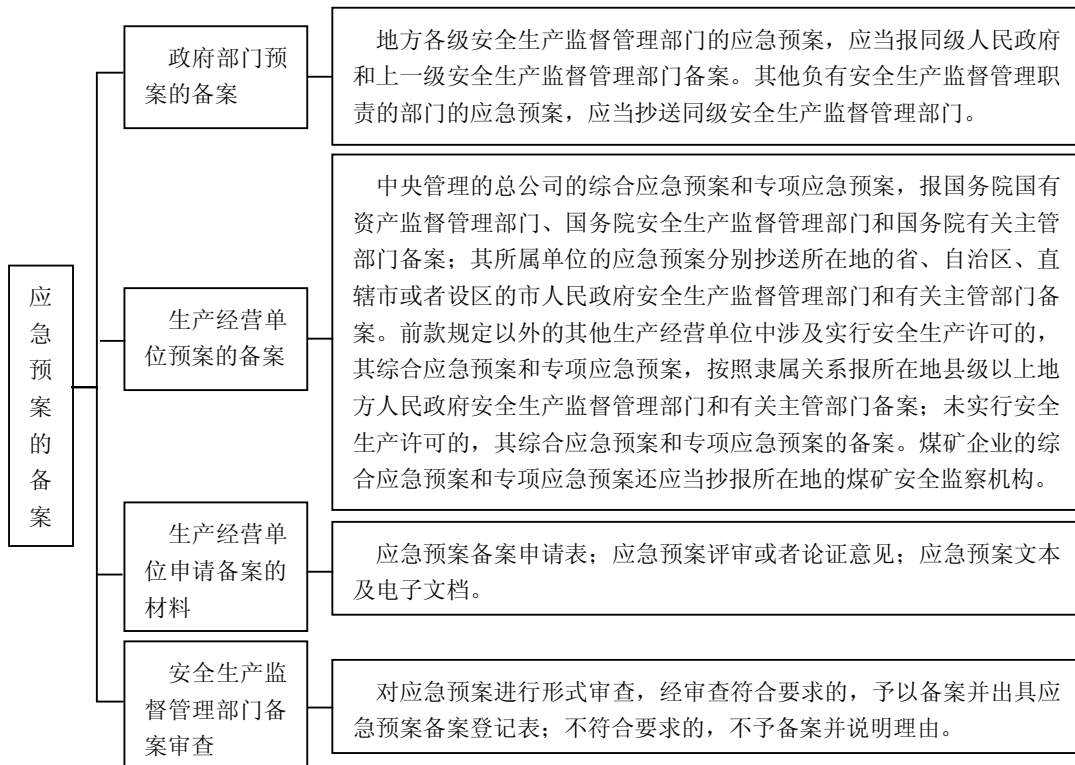 应
急
预
案
的
备
案
政府部门预
案的备案
地方各级安全生产监督管理部门的应急预案，应当报同级人民政府
和上一级安全生产监督管理部门备案。其他负有安全生产监督管理职
责的部门的应急预案，应当抄送同级安全生产监督管理部门。
生产经营单
位预案的备案
中央管理的总公司的综合应急预案和专项应急预案，报国务院国有
资产监督管理部门、国务院安全生产监督管理部门和国务院有关主管
部门备案；其所属单位的应急预案分别抄送所在地的省、自治区、直
辖市或者设区的市人民政府安全生产监督管理部门和有关主管部门备
案。前款规定以外的其他生产经营单位中涉及实行安全生产许可的，
其综合应急预案和专项应急预案，按照隶属关系报所在地县级以上地
方人民政府安全生产监督管理部门和有关主管部门备案；未实行安全
生产许可的，其综合应急预案和专项应急预案的备案。煤矿企业的综
合应急预案和专项应急预案还应当抄报所在地的煤矿安全监察机构。
生产经营单
位申请备案的
材料
应急预案备案申请表；应急预案评审或者论证意见；应急预案文本
及电子文档。
安全生产监
督管理部门备
案审查
对应急预案进行形式审查，经审查符合要求的，予以备案并出具应
急预案备案登记表；不符合要求的，不予备案并说明理由。